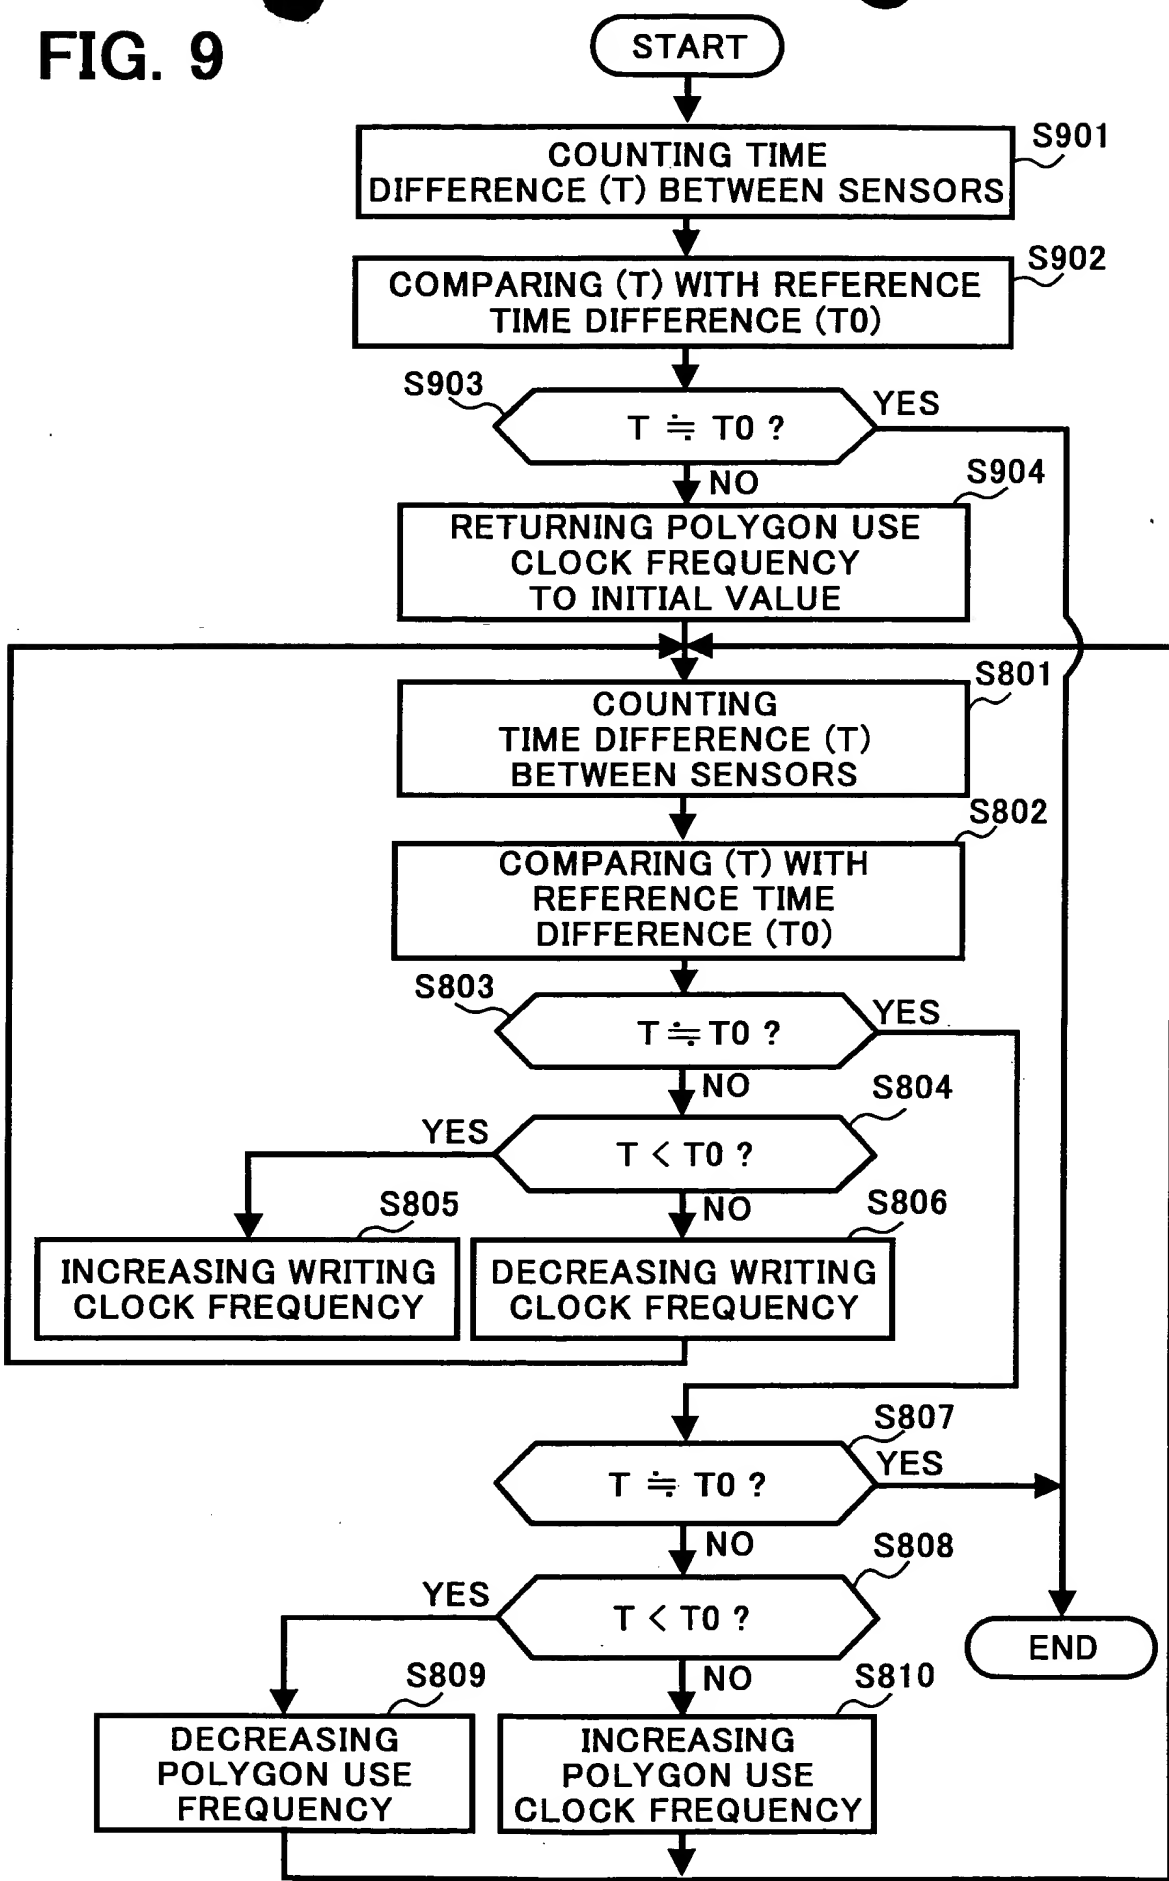 FIG. 9
START
S901
COUNTING TIME
DIFFERENCE (T) BETWEEN SENSORS
S902
COMPARING (T) WITH REFERENCE
TIME DIFFERENCE (T0)
S903
T ≒ T0 ?
YES
NO
S904
RETURNING POLYGON USE
CLOCK FREQUENCY
TO INITIAL VALUE
S801
COUNTING
TIME DIFFERENCE (T)
BETWEEN SENSORS
S802
COMPARING (T) WITH
REFERENCE TIME
DIFFERENCE (T0)
S803
T ≒ T0 ?
YES
NO
S804
YES
T < T0 ?
NO
S805
INCREASING WRITING
CLOCK FREQUENCY
S806
DECREASING WRITING
CLOCK FREQUENCY
S807
T ≒ T0 ?
YES
NO
S808
YES
T < T0 ?
NO
END
S809
DECREASING
POLYGON USE
FREQUENCY
S810
INCREASING
POLYGON USE
CLOCK FREQUENCY